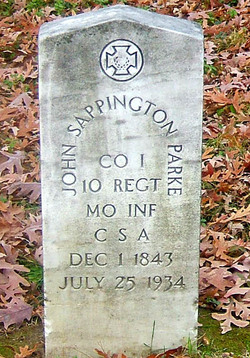 JOHN SAPPINGTON PARKE
CO I
10 REGT
MO INF
C S A
DEC 1 1843
JULY 25 1934